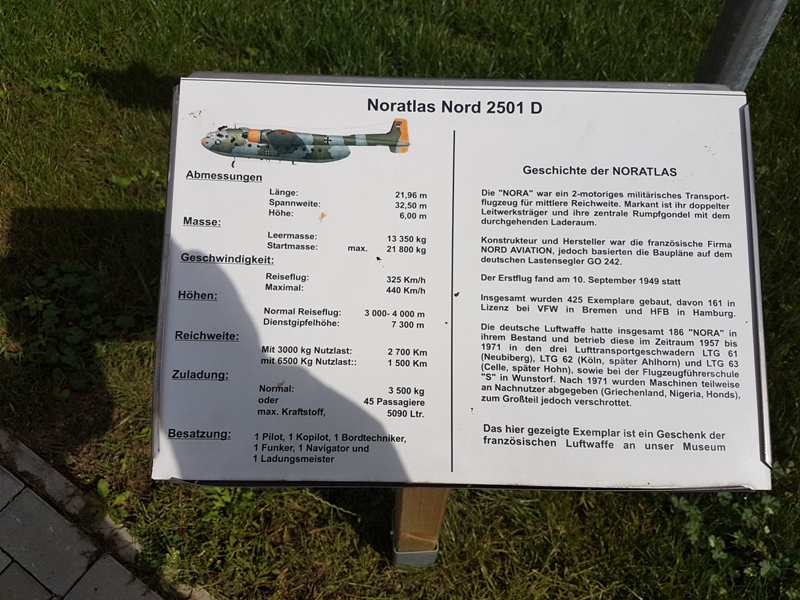 Noratlas Nord 2501 D
Abmessungen
Länge: 21,96 m
Spannweite: 32,50 m
Höhe: 6,00 m
Masse:
Leermasse: 13 350 kg
Startmasse: max. 21 800 kg
Geschwindigkeit:
Reiseflug: 325 Km/h
Maximal: 440 Km/h
Höhen:
Normal Reiseflug: 3 000- 4 000 m
Dienstgipfelhöhe: 7 300 m
Reichweite:
Mit 3000 kg Nutzlast: 2 700 Km
mit 6500 kg Nutzlast:: 1 500 Km
Zuladung:
Normal: 3 500 kg
oder 45 Passagiere
max. Kraftstoff, 5090 Ltr.
Besatzung: 1 Pilot, 1 Kopilot, 1 Bordtechniker,
1 Funker, 1 Navigator und
1 Ladungsmeister
Geschichte der NORATLAS
Die "NORA" war ein 2-motoriges militärisches Transport-
flugzeug für mittlere Reichweite. Markant ist ihr doppelter
Leitwerksträger und ihre zentrale Rumpfgondel mit dem
durchgehenden Laderaum.
Konstrukteur und Hersteller war die französische Firma
NORD AVIATION, jedoch basierten die Baupläne auf dem
deutschen Lastensegler GO 242.
Der Erstflug fand am 10. September 1949 statt
Insgesamt wurden 425 Exemplare gebaut, davon 161 in
Lizenz bei VFW in Bremen und HFB in Hamburg.
Die deutsche Luftwaffe hatte insgesamt 186 "NORA" in
ihrem Bestand und betrieb diese im Zeitraum 1957 bis
1971 in den drei Lufttransportgeschwadern LTG 61
(Neubiberg), LTG 62 (Köln, später Ahlhorn) und LTG 63
(Celle, später Hohn), sowie bei der Flugzeugführerschule
"S" in Wunstorf. Nach 1971 wurden Maschinen teilweise
an Nachnutzer abgegeben (Griechenland, Nigeria, Honds),
zum Großteil jedoch verschrottet.
Das hier gezeigte Exemplar ist ein Geschenk der
französischen Luftwaffe an unser Museum